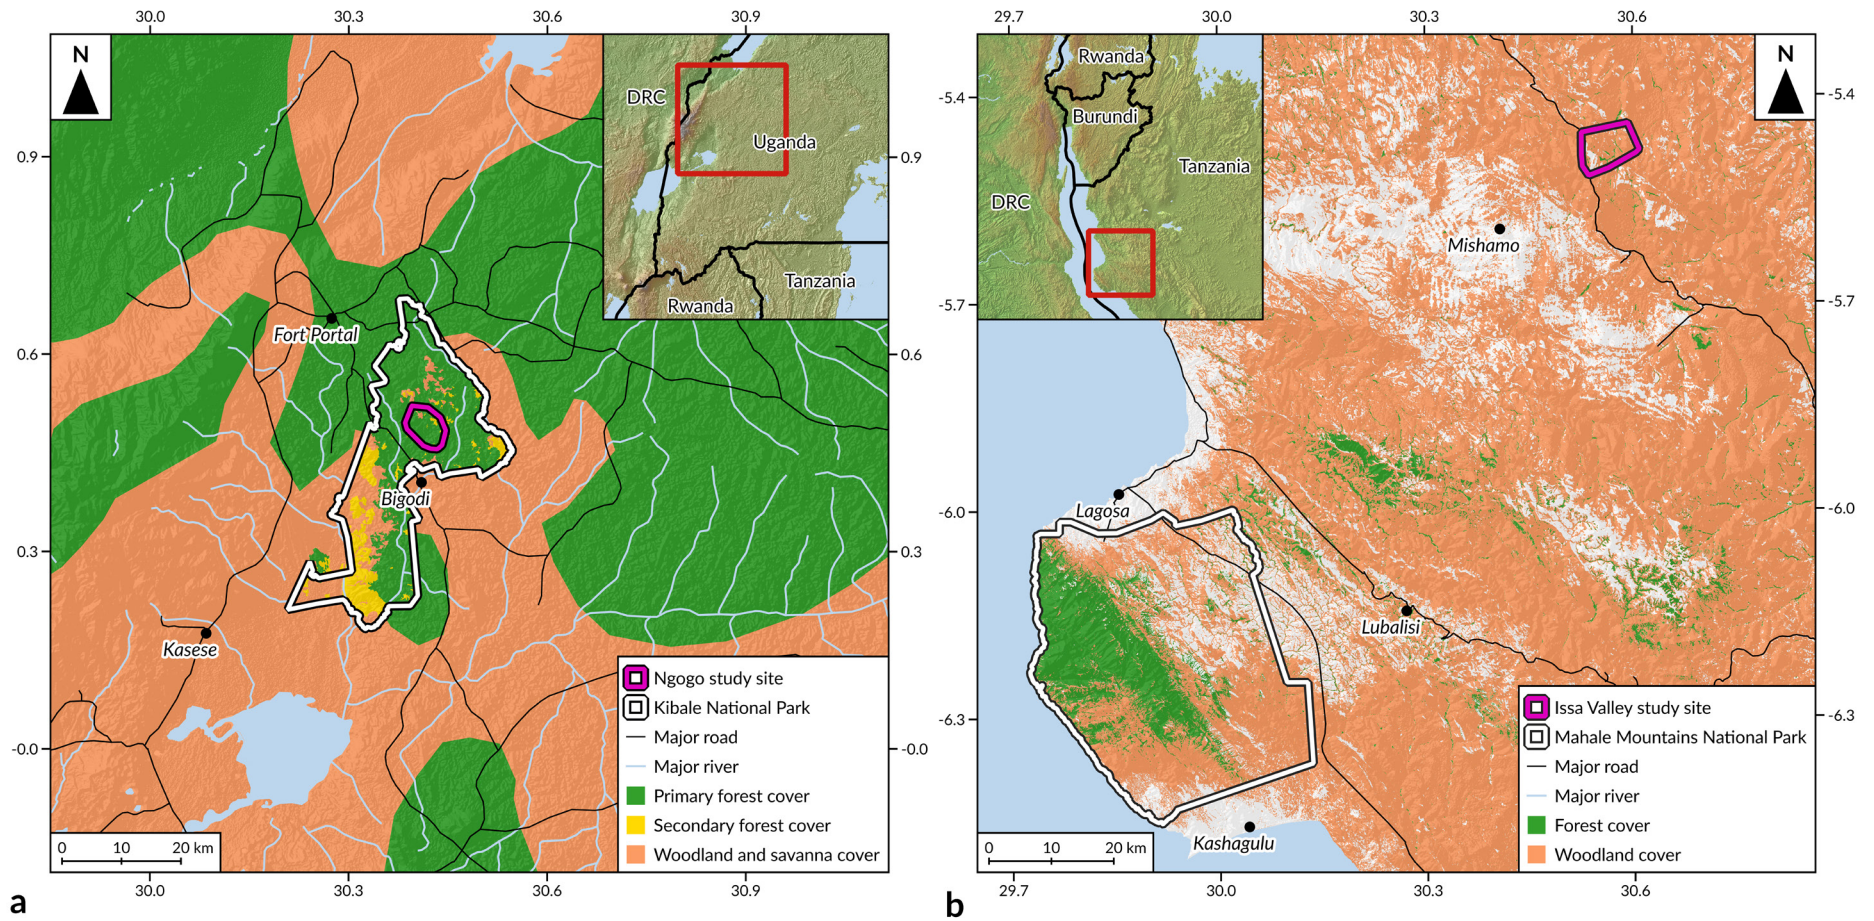 30.0 30.3 30.6 30.9
N
0.9
0.6
0.3
-0.0
DRC
Uganda
Tanzania
Rwanda
0.9
0.6
0.3
-0.0
Fort Portal
Bigodi
Kasese
Ngogo study site
Kibale National Park
Major road
Major river
Primary forest cover
Secondary forest cover
Woodland and savanna cover
0 10 20 km
30.0 30.3 30.6 30.9
a
29.7 30.0 30.3 30.6
N
-5.4
-5.7
-6.0
-6.3
Rwanda
Burundi
Tanzania
DRC
-5.4
-5.7
-6.0
-6.3
Mishamo
Lagosa
Lubalisi
Kashagulu
Issa Valley study site
Mahale Mountains National Park
Major road
Major river
Forest cover
Woodland cover
0 10 20 km
29.7 30.0 30.3 30.6
b